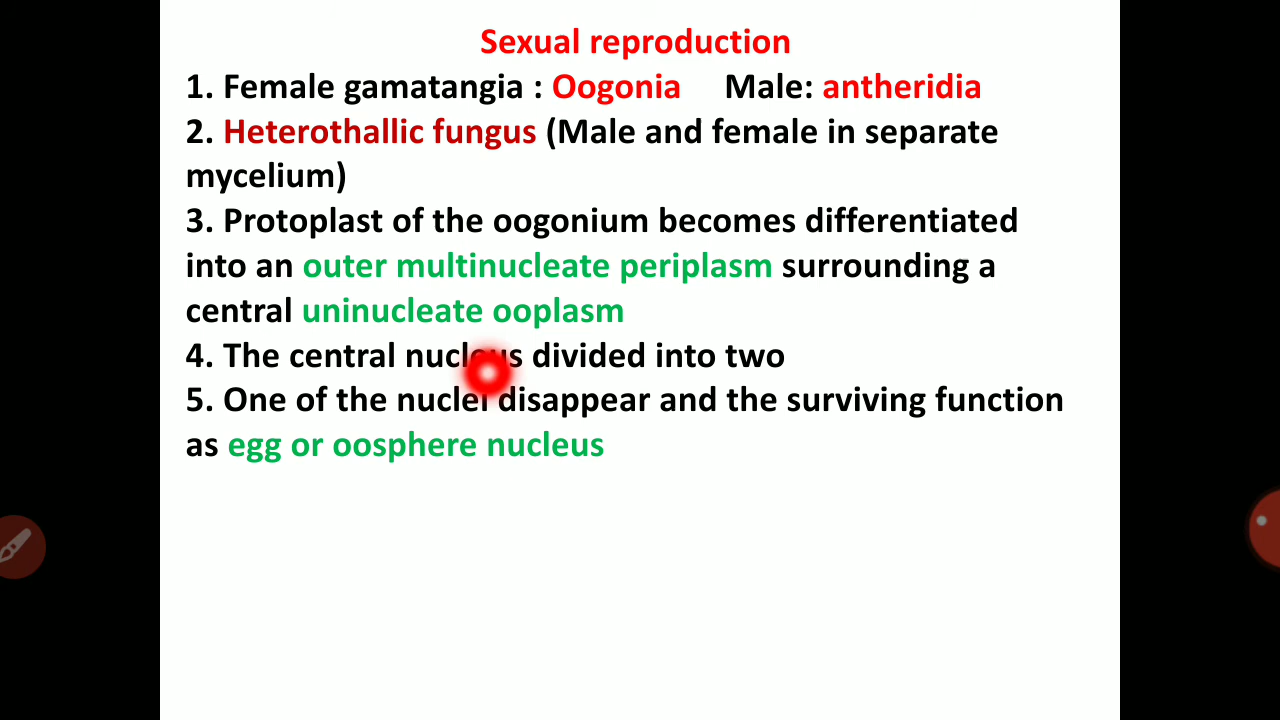 Sexual reproduction
1. Female gamatangia : Oogonia Male: antheridia
2. Heterothallic fungus (Male and female in separate
mycelium)
3. Protoplast of the oogonium becomes differentiated
into an outer multinucleate periplasm surrounding a
central uninucleate ooplasm
4. The central nucleus divided into two
5. One of the nuclei disappear and the surviving function
as egg or oosphere nucleus